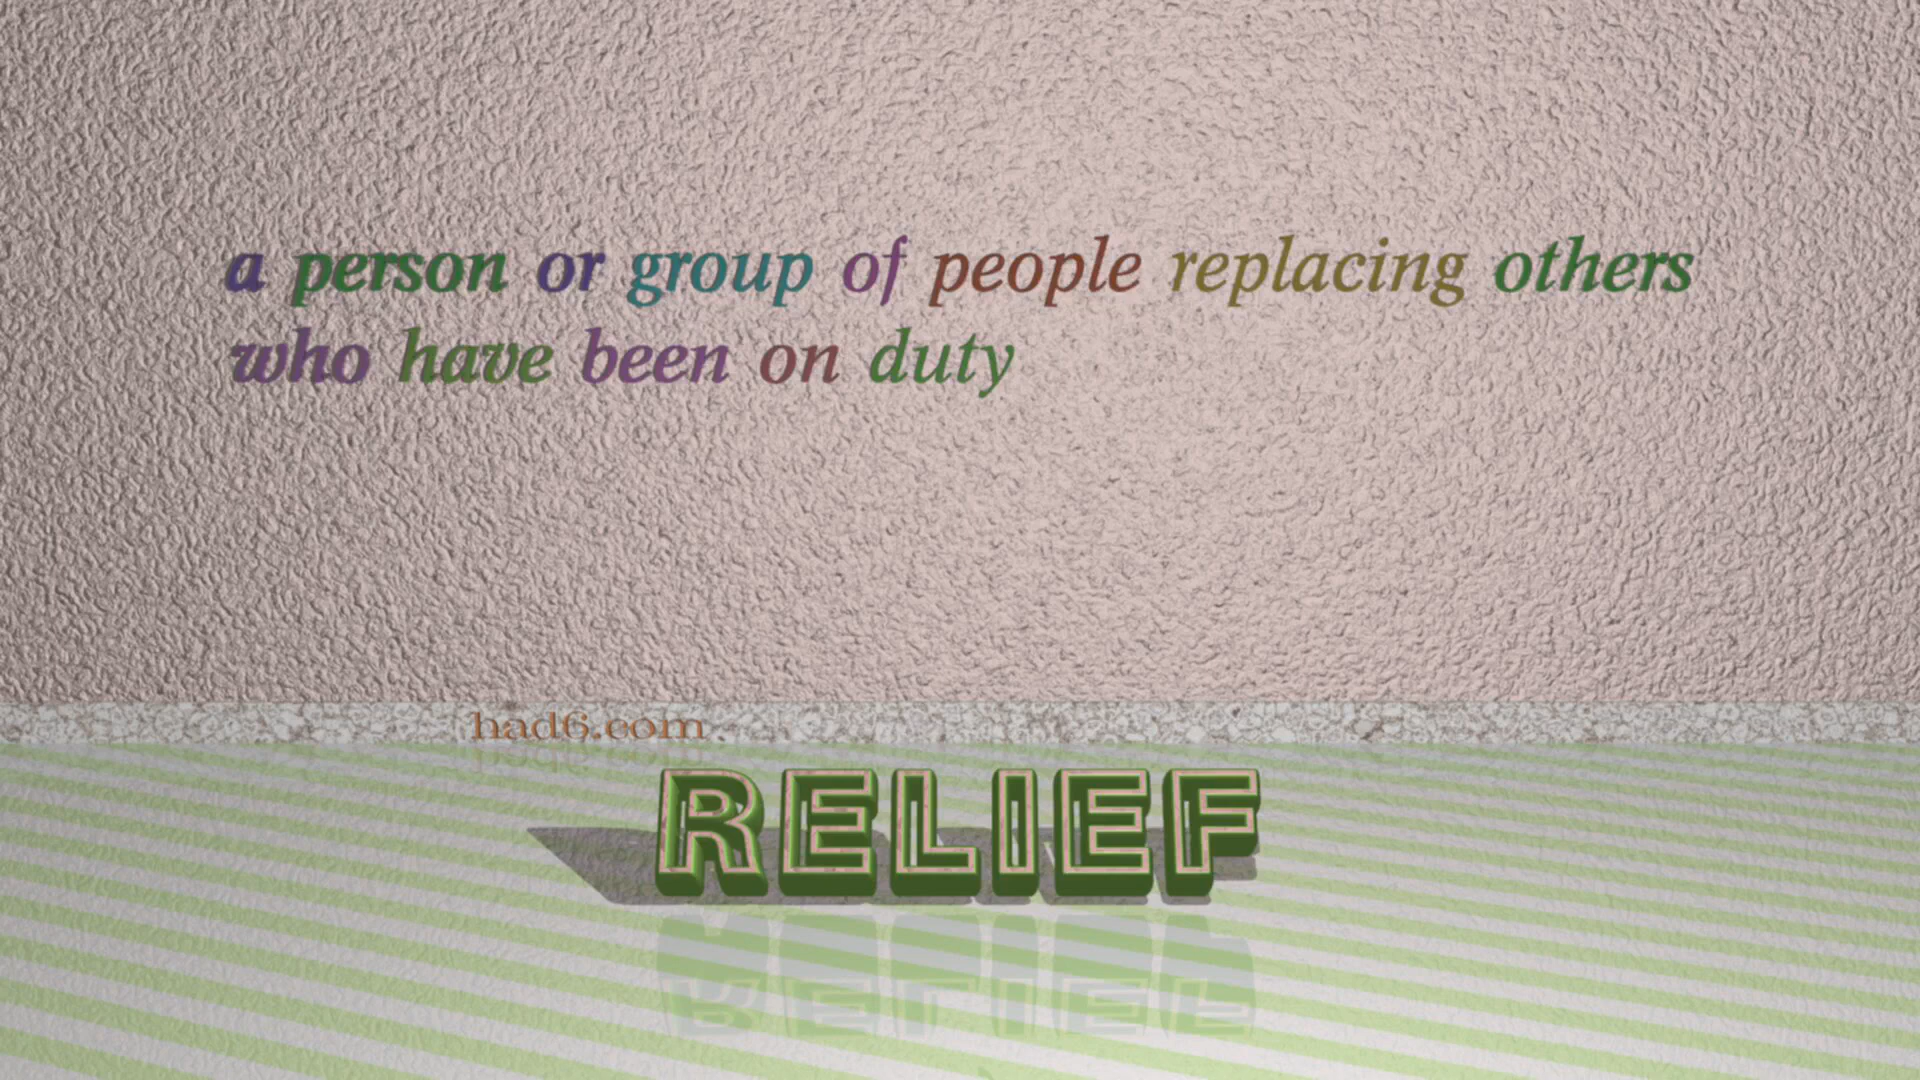 a person or group of people replacing others
who have been on duty
had6.com
RELIEF